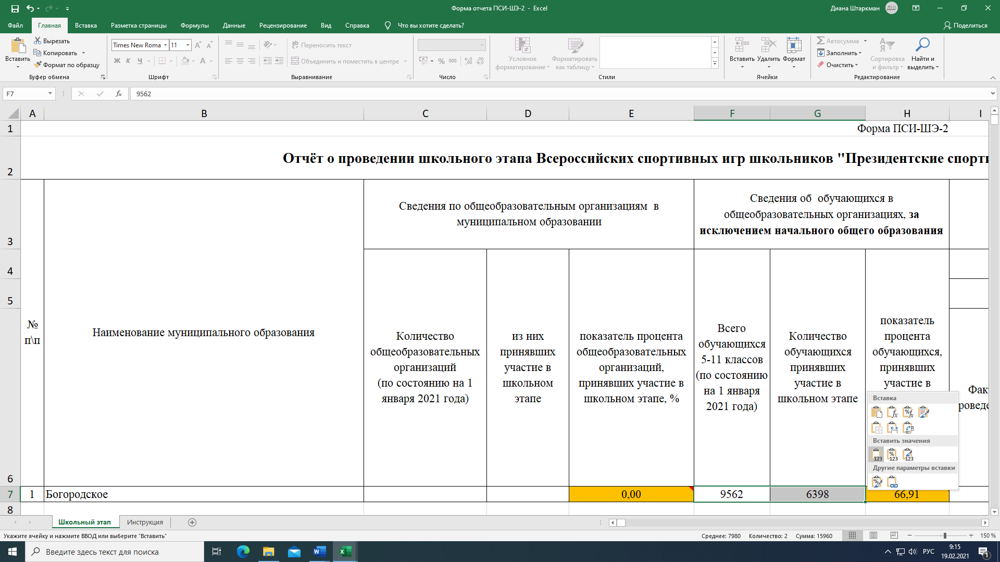 Форма отчета ПСИ-ШЭ-2 - Excel
Диана Штаркман
ДШ
Файл
Главная
Вставка
Разметка страницы
Формулы
Данные
Рецензирование
Вид
Справка
Что вы хотите сделать?
Поделиться
Вставить
Вырезать
Копировать
Формат по образцу
Буфер обмена
Times New Roma
11
Ж К Ч
Шрифт
Переносить текст
Объединить и поместить в центре
Выравнивание
% 000
Число
Условное
форматирование
Форматировать
как таблицу
Стили
Вставить
Удалить
Формат
Ячейки
Автосумма
Заполнить
Очистить
Сортировка
и фильтр
Найти и
выделить
Редактирование
F7
fx
9562
A B C D E F G H I
1
Форма ПСИ-ШЭ-2
2
Отчёт о проведении школьного этапа Всероссийских спортивных игр школьников "Президентские спорти
3
Сведения по общеобразовательным организациям в
муниципальном образовании
Сведения об обучающихся в
общеобразовательных организациях, за
исключением начального общего образования
4
5
6
№
п\п
Наименование муниципального образования
Количество
общеобразовательных
организаций
(по состоянию на 1
января 2021 года)
из них
принявших
участие в
школьном
этапе
показатель процента
общеобразовательных
организаций,
принявших участие в
школьном этапе, %
Всего
обучающихся
5-11 классов
(по состоянию
на 1 января
2021 года)
Количество
обучающихся
принявших
участие в
школьном этапе
показатель
процента
обучающихся,
принявших
участие в
Фак
роведе
Вставка
Вставить значения
123 123 123
Другие параметры вставки
7
1
Богородское
0,00
9562
6398
66,91
8
Школьный этап
Инструкция
Укажите ячейку и нажмите ВВОД или выберите "Вставить"
Среднее: 7980
Количество: 2
Сумма: 15960
150 %
Введите здесь текст для поиска
РУС
9:15
19.02.2021
1